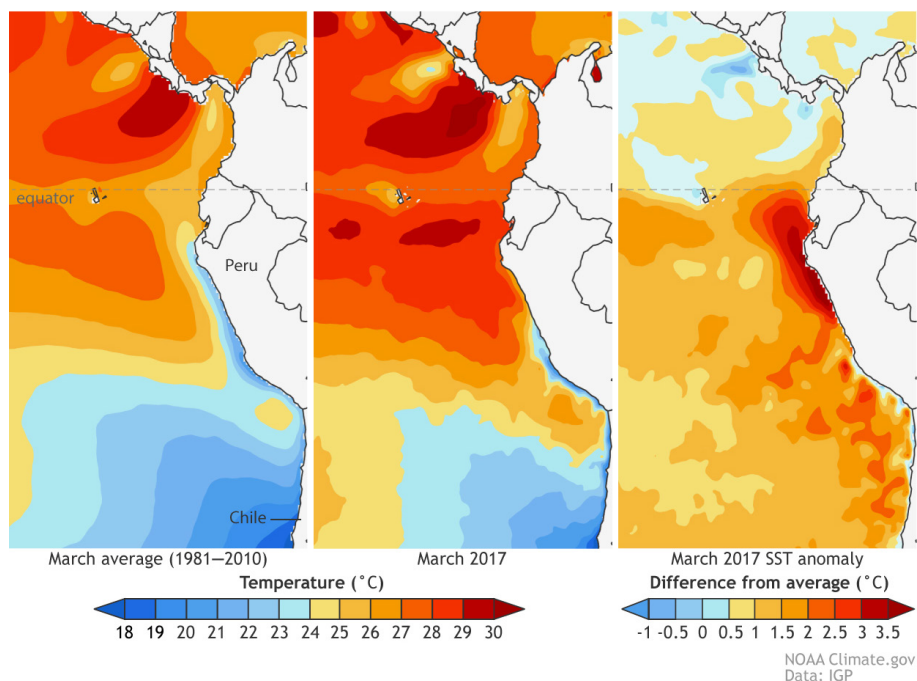 equator
Peru
Chile
March average (1981—2010)
March 2017
March 2017 SST anomaly
Temperature (˚C)
Difference from average (˚C)
18 19 20 21 22 23 24 25 26 27 28 29 30
-1 -0.5 0 0.5 1 1.5 2 2.5 3 3.5
NOAA Climate.gov
Data: IGP